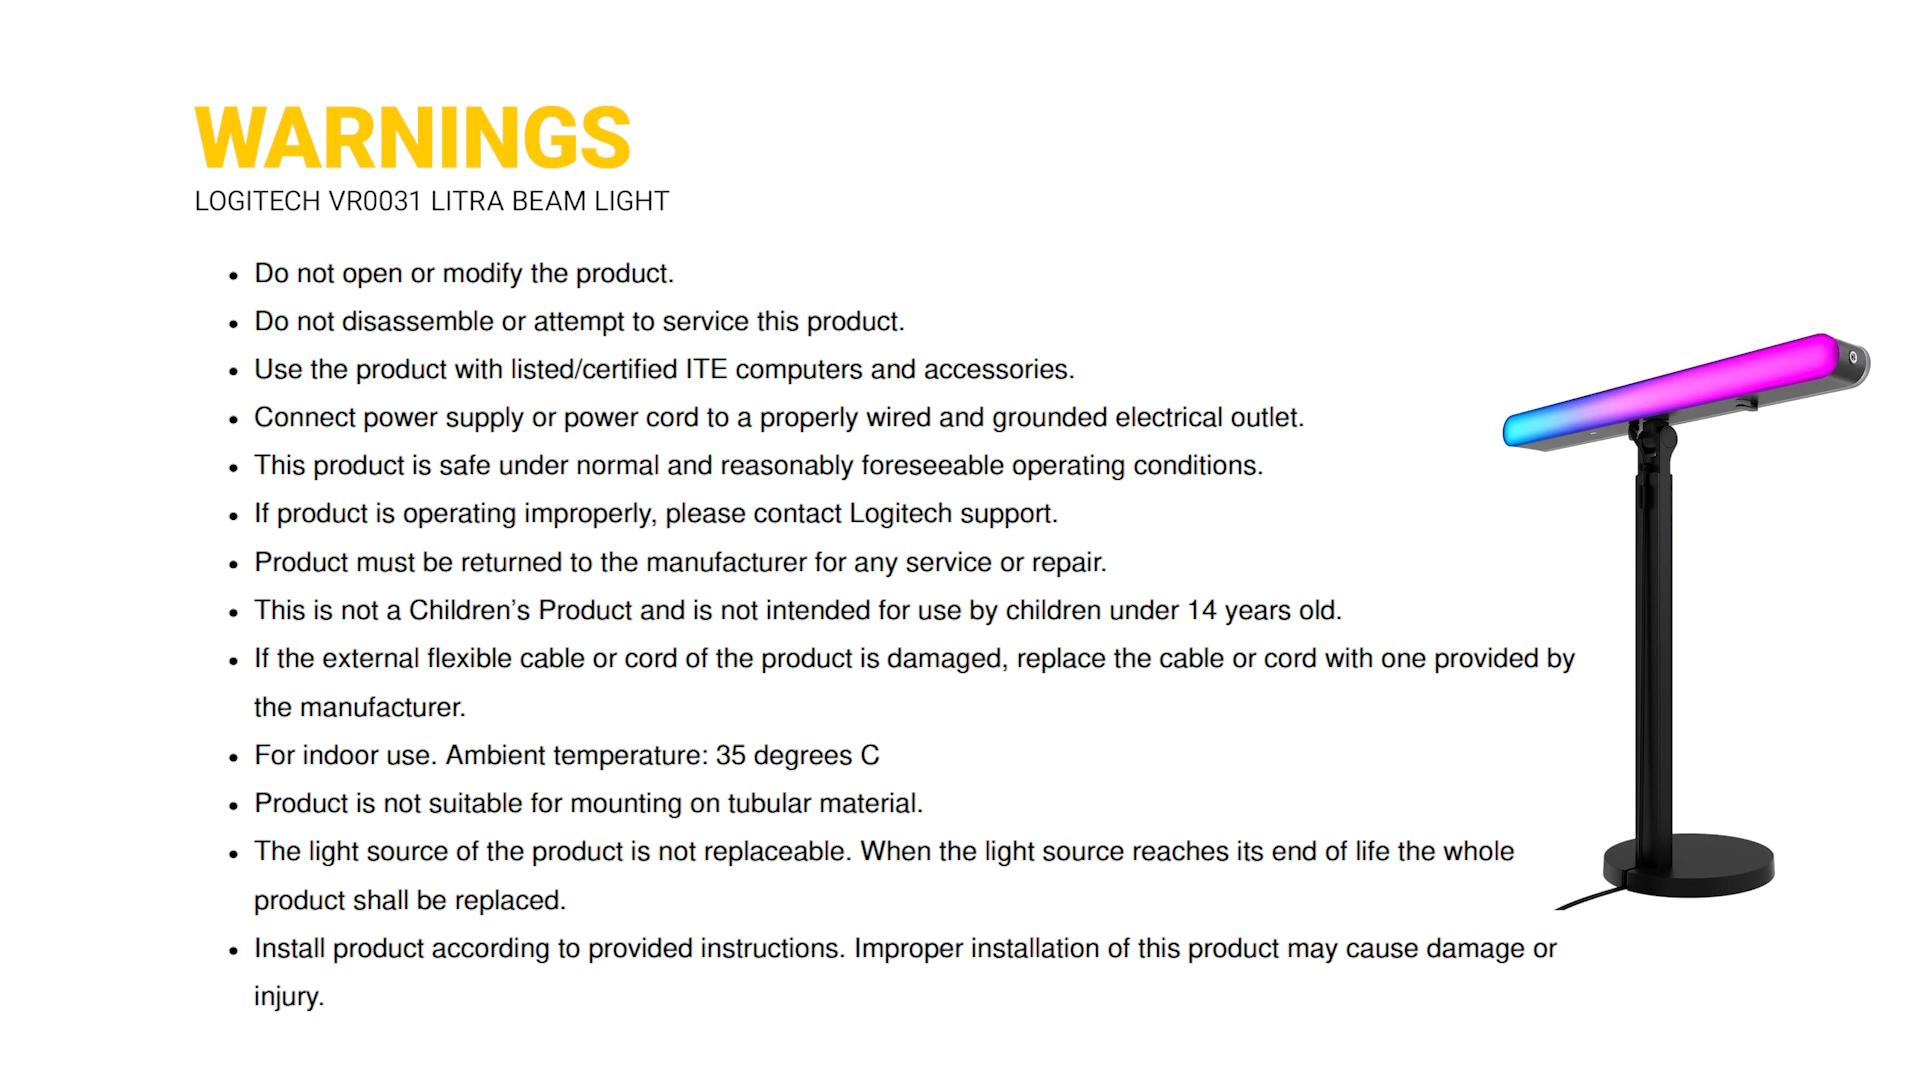 WARNINGS
LOGITECH VR0031 LITRA BEAM LIGHT
• Do not open or modify the product.
• Do not disassemble or attempt to service this product.
• Use the product with listed/certified ITE computers and accessories.
• Connect power supply or power cord to a properly wired and grounded electrical outlet.
• This product is safe under normal and reasonably foreseeable operating conditions.
• If product is operating improperly, please contact Logitech support.
• Product must be returned to the manufacturer for any service or repair.
• This is not a Children’s Product and is not intended for use by children under 14 years old.
• If the external flexible cable or cord of the product is damaged, replace the cable or cord with one provided by
the manufacturer.
• For indoor use. Ambient temperature: 35 degrees C
• Product is not suitable for mounting on tubular material.
• The light source of the product is not replaceable. When the light source reaches its end of life the whole
product shall be replaced.
• Install product according to provided instructions. Improper installation of this product may cause damage or
injury.